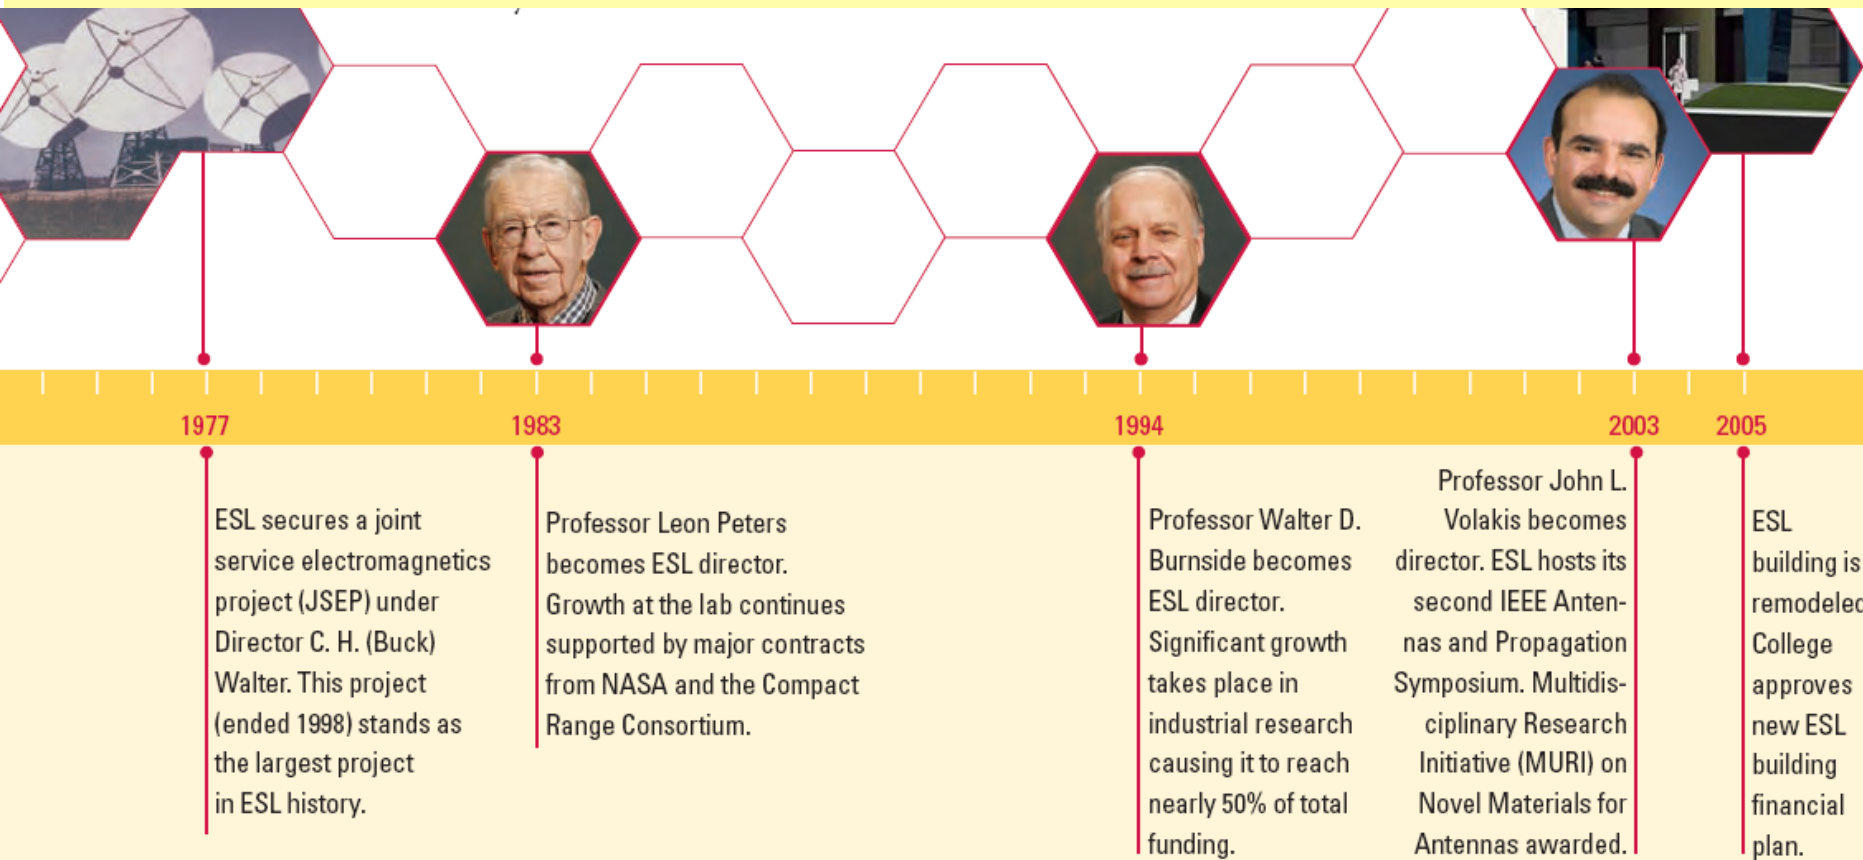 1977
1983
1994
2003
2005
ESL secures a joint
service electromagnetics
project (JSEP) under
Director C. H. (Buck)
Walter. This project
(ended 1998) stands as
the largest project
in ESL history.
Professor Leon Peters
becomes ESL director.
Growth at the lab continues
supported by major contracts
from NASA and the Compact
Range Consortium.
Professor Walter D.
Burnside becomes
ESL director.
Significant growth
takes place in
industrial research
causing it to reach
nearly 50% of total
funding.
Professor John L.
Volakis becomes
director. ESL hosts its
second IEEE Anten-
nas and Propagation
Symposium. Multidis-
ciplinary Research
Initiative (MURI) on
Novel Materials for
Antennas awarded.
ESL
building is
remodeled
College
approves
new ESL
building
financial
plan.